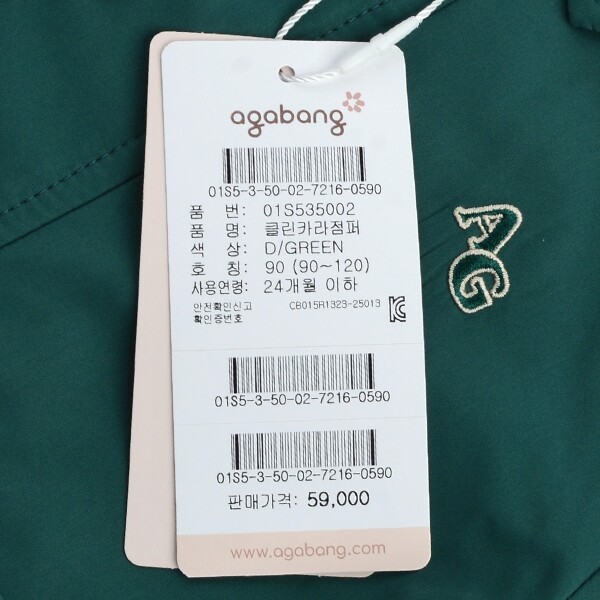 agabang
01S5-3-50-02-7216-0590
품 번: 01S535002
품 명: 클린카라점퍼
색 상: D/GREEN
호 칭: 90 (90~120)
사용연령: 24개월 이하
안전확인신고 CB015R1323-25013
확인증번호
01S5-3-50-02-7216-0590
01S5-3-50-02-7216-0590
판매가격: 59,000
www.agabang.com
AG